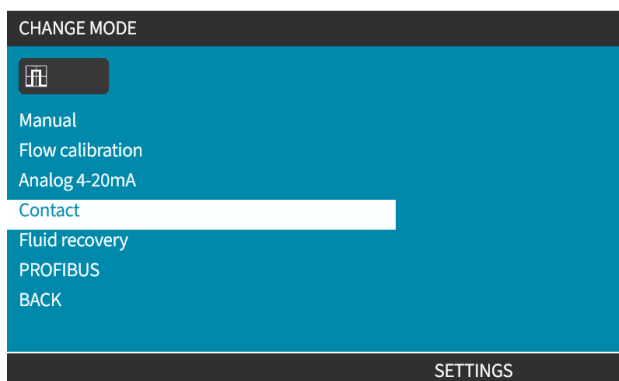 CHANGE MODE
Manual
Flow calibration
Analog 4-20mA
Contact
Fluid recovery
PROFIBUS
BACK
SETTINGS